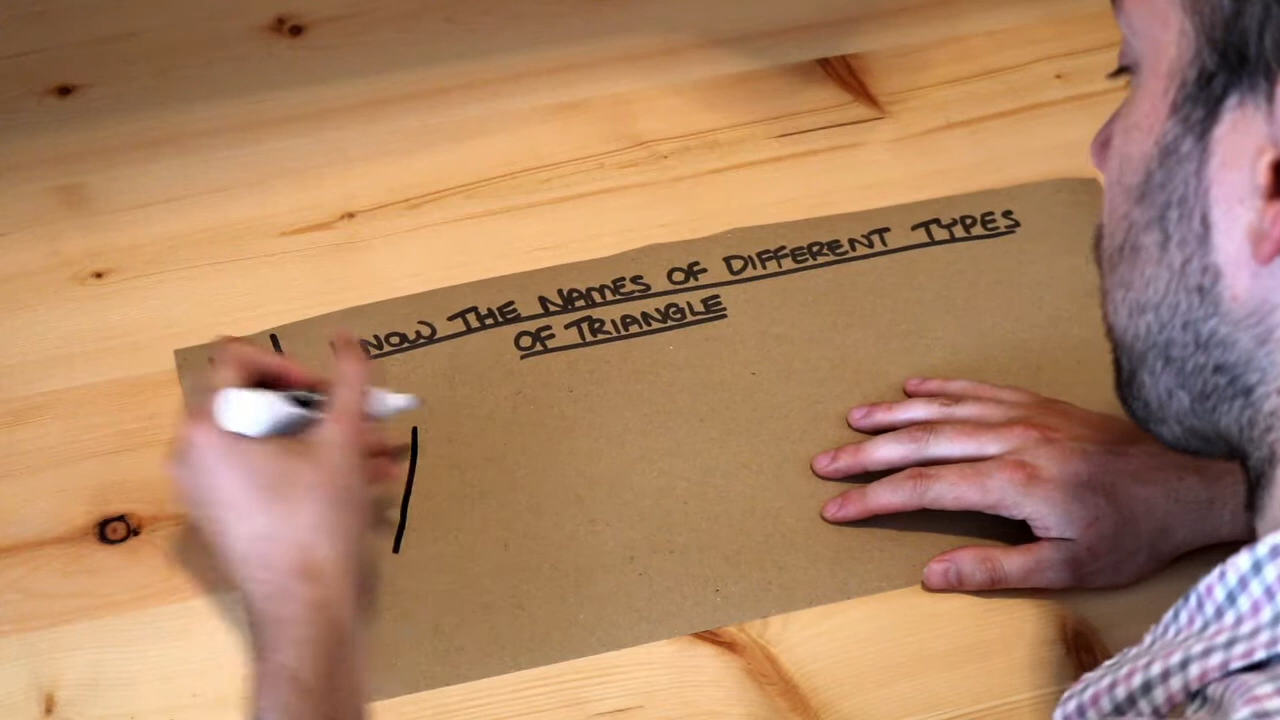 NOW THE NAMES OF DIFFERENT TYPES
OF TRIANGLE